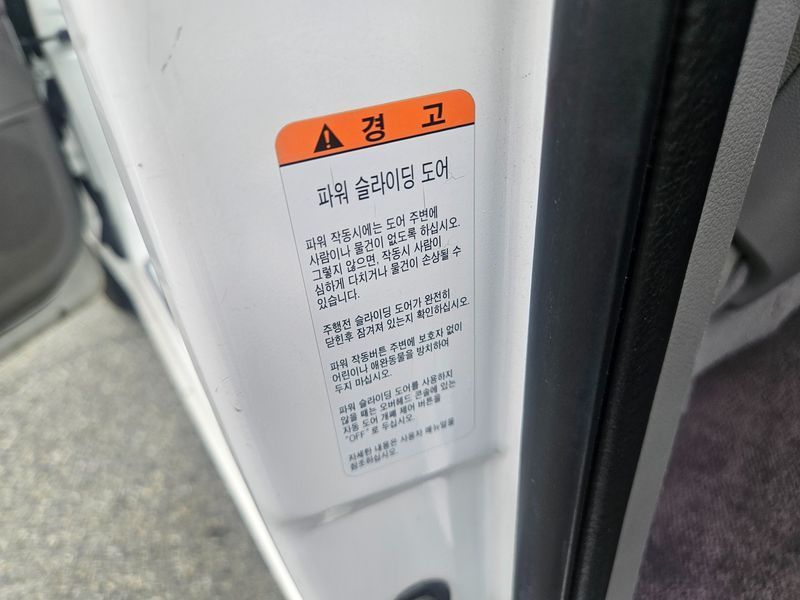 경 고
파워 슬라이딩 도어
파워 작동시에는 도어 주변에
사람이나 물건이 없도록 하십시오.
그렇지 않으면, 작동시 사람이
심하게 다치거나 물건이 손상될 수
있습니다.
주행전 슬라이딩 도어가 완전히
닫힌후 잠겨져 있는지 확인하십시오.
파워 작동버튼 주변에 보호자 없이
어린이나 애완동물을 방치하여
두지 마십시오.
파워 슬라이딩 도어를 사용하지
않을 때는 오버헤드 콘솔에 있는
자동 도어 개폐 제어 버튼을
"OFF"로 두십시오.
자세한 내용은 사용자 매뉴얼을
참조하십시오.